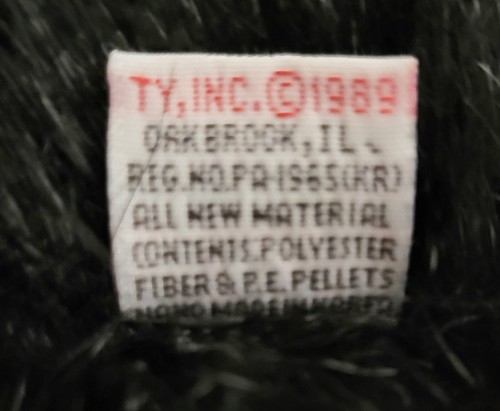 TY, INC. © 1989
OAKBROOK, IL.
REG.NO.PA-1965(KR)
ALL NEW MATERIAL
CONTENTS:POLYESTER
FIBER & P.E. PELLETS
HAND MADE IN KOREA